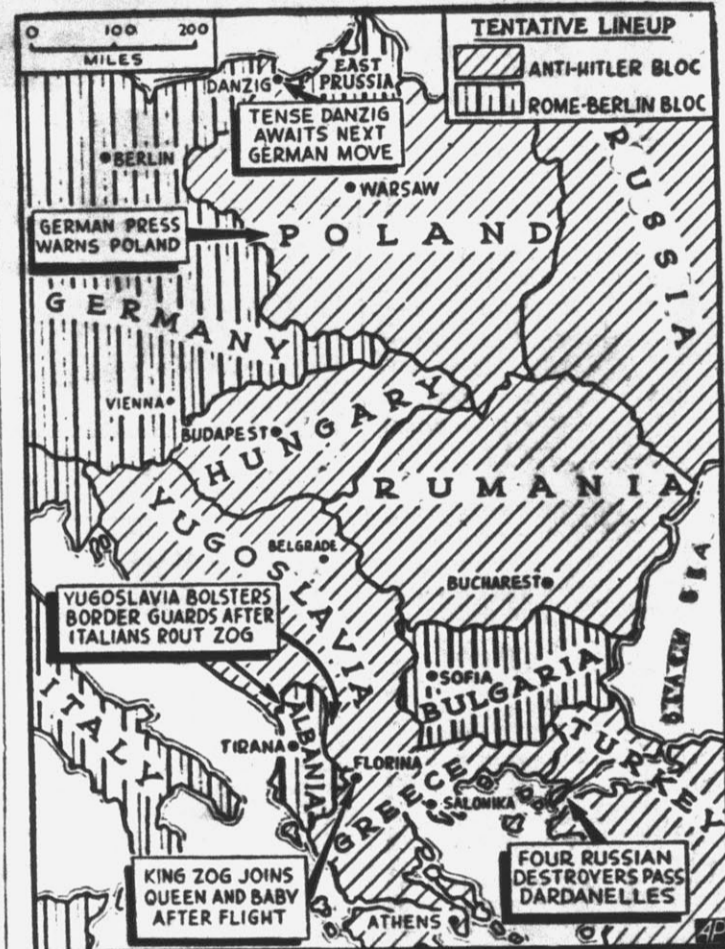 0 100 200
MILES
TENTATIVE LINEUP
ANTI-HITLER BLOC
ROME-BERLIN BLOC
DANZIG
EAST
PRUSSIA
TENSE DANZIG
AWAITS NEXT
GERMAN MOVE
BERLIN
WARSAW
RUSSIA
GERMAN PRESS
WARNS POLAND
POLAND
GERMANY
VIENNA
BUDAPEST
HUNGARY
RUMANIA
YUGOSLAVIA
BELGRADE
BUCHAREST
SEA
YUGOSLAVIA BOLSTERS
BORDER GUARDS AFTER
ITALIANS ROUT ZOG
SOFIA
BULGARIA
ITALY
TIRANA
ALBANIA
FLORINA
GREECE
SALONIKA
TURKEY
KING ZOG JOINS
QUEEN AND BABY
AFTER FLIGHT
FOUR RUSSIAN
DESTROYERS PASS
DARDANELLES
ATHENS
AP